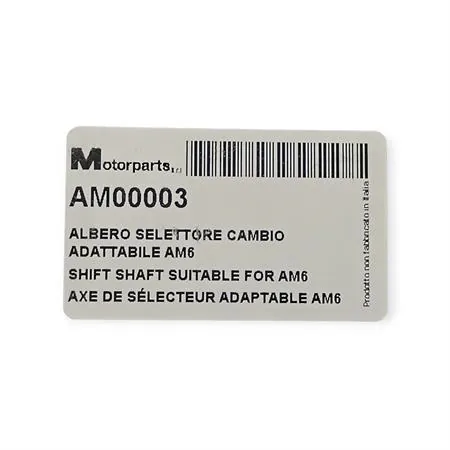 Motorparts s.r.l.
AM00003
ALBERO SELETTORE CAMBIO
ADATTABILE AM6
SHIFT SHAFT SUITABLE FOR AM6
AXE DE SÉLECTEUR ADAPTABLE AM6
Prodotto non fabbricato in Italia